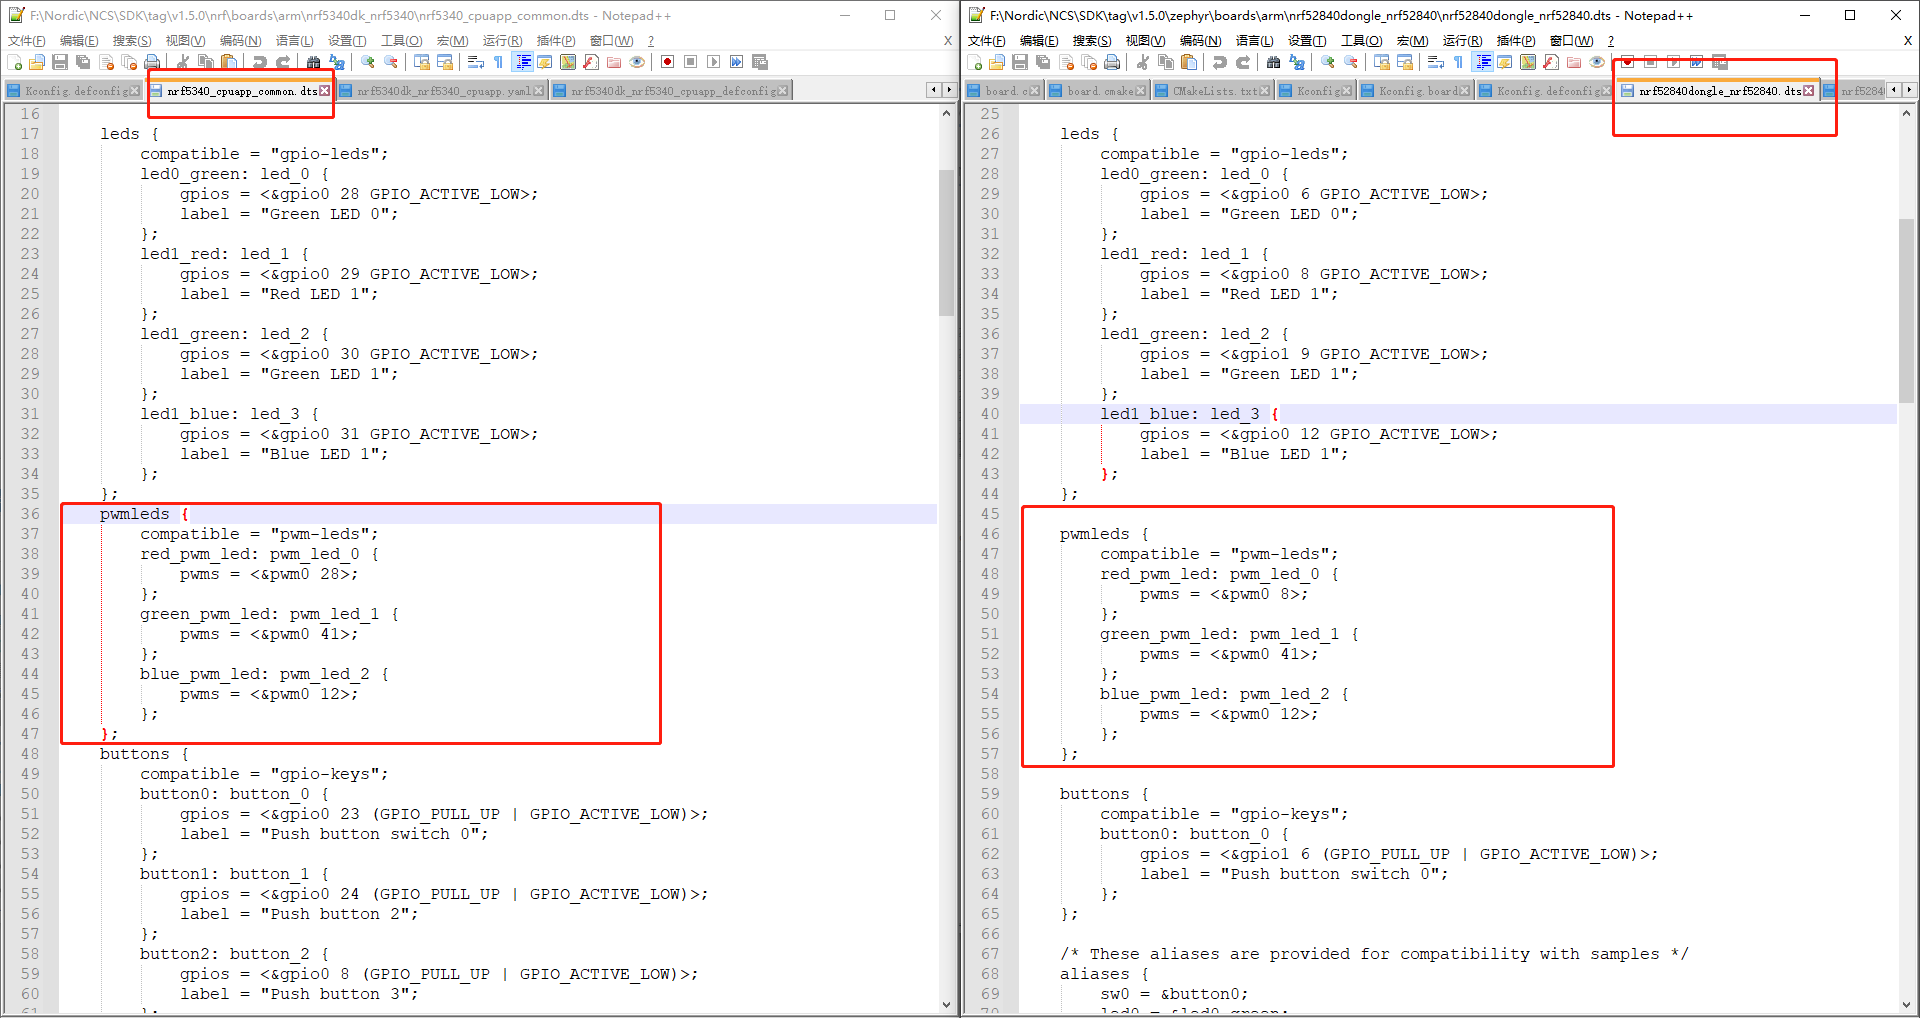 F:\Nordic\NCS\SDK\tag\v1.5.0\nrf\boards\arm\nrf5340dk_nrf5340\nrf5340_cpuapp_common.dts - Notepad++
文件(F) 编辑(E) 搜索(S) 视图(V) 编码(N) 语言(L) 设置(T) 工具(O) 宏(M) 运行(R) 插件(P) 窗口(W) ? X
Kconfig.defconfig nrf5340_cpuapp_common.dts nrf5340dk_nrf5340_cpuapp.yaml nrf5340dk_nrf5340_cpuapp_defconfig
16
17 leds {
18 compatible = "gpio-leds";
19 led0_green: led_0 {
20 gpios = <&gpio0 28 GPIO_ACTIVE_LOW>;
21 label = "Green LED 0";
22 };
23 led1_red: led_1 {
24 gpios = <&gpio0 29 GPIO_ACTIVE_LOW>;
25 label = "Red LED 1";
26 };
27 led1_green: led_2 {
28 gpios = <&gpio0 30 GPIO_ACTIVE_LOW>;
29 label = "Green LED 1";
30 };
31 led1_blue: led_3 {
32 gpios = <&gpio0 31 GPIO_ACTIVE_LOW>;
33 label = "Blue LED 1";
34 };
35 };
36 pwmleds {
37 compatible = "pwm-leds";
38 red_pwm_led: pwm_led_0 {
39 pwms = <&pwm0 28>;
40 };
41 green_pwm_led: pwm_led_1 {
42 pwms = <&pwm0 41>;
43 };
44 blue_pwm_led: pwm_led_2 {
45 pwms = <&pwm0 12>;
46 };
47 };
48 buttons {
49 compatible = "gpio-keys";
50 button0: button_0 {
51 gpios = <&gpio0 23 (GPIO_PULL_UP | GPIO_ACTIVE_LOW)>;
52 label = "Push button switch 0";
53 };
54 button1: button_1 {
55 gpios = <&gpio0 24 (GPIO_PULL_UP | GPIO_ACTIVE_LOW)>;
56 label = "Push button 2";
57 };
58 button2: button_2 {
59 gpios = <&gpio0 8 (GPIO_PULL_UP | GPIO_ACTIVE_LOW)>;
60 label = "Push button 3";
61 };
F:\Nordic\NCS\SDK\tag\v1.5.0\zephyr\boards\arm\nrf52840dongle_nrf52840\nrf52840dongle_nrf52840.dts - Notepad++
文件(F) 编辑(E) 搜索(S) 视图(V) 编码(N) 语言(L) 设置(T) 工具(O) 宏(M) 运行(R) 插件(P) 窗口(W) ? X
board.c board.cmake CMakeLists.txt Kconfig Kconfig.board Kconfig.defconfig nrf52840dongle_nrf52840.dts nrf5284
25
26 leds {
27 compatible = "gpio-leds";
28 led0_green: led_0 {
29 gpios = <&gpio0 6 GPIO_ACTIVE_LOW>;
30 label = "Green LED 0";
31 };
32 led1_red: led_1 {
33 gpios = <&gpio0 8 GPIO_ACTIVE_LOW>;
34 label = "Red LED 1";
35 };
36 led1_green: led_2 {
37 gpios = <&gpio1 9 GPIO_ACTIVE_LOW>;
38 label = "Green LED 1";
39 };
40 led1_blue: led_3 {
41 gpios = <&gpio0 12 GPIO_ACTIVE_LOW>;
42 label = "Blue LED 1";
43 };
44 };
45
46 pwmleds {
47 compatible = "pwm-leds";
48 red_pwm_led: pwm_led_0 {
49 pwms = <&pwm0 8>;
50 };
51 green_pwm_led: pwm_led_1 {
52 pwms = <&pwm0 41>;
53 };
54 blue_pwm_led: pwm_led_2 {
55 pwms = <&pwm0 12>;
56 };
57 };
58
59 buttons {
60 compatible = "gpio-keys";
61 button0: button_0 {
62 gpios = <&gpio1 6 (GPIO_PULL_UP | GPIO_ACTIVE_LOW)>;
63 label = "Push button switch 0";
64 };
65 };
66
67 /* These aliases are provided for compatibility with samples */
68 aliases {
69 sw0 = &button0;
70 led0 = &led0_green;